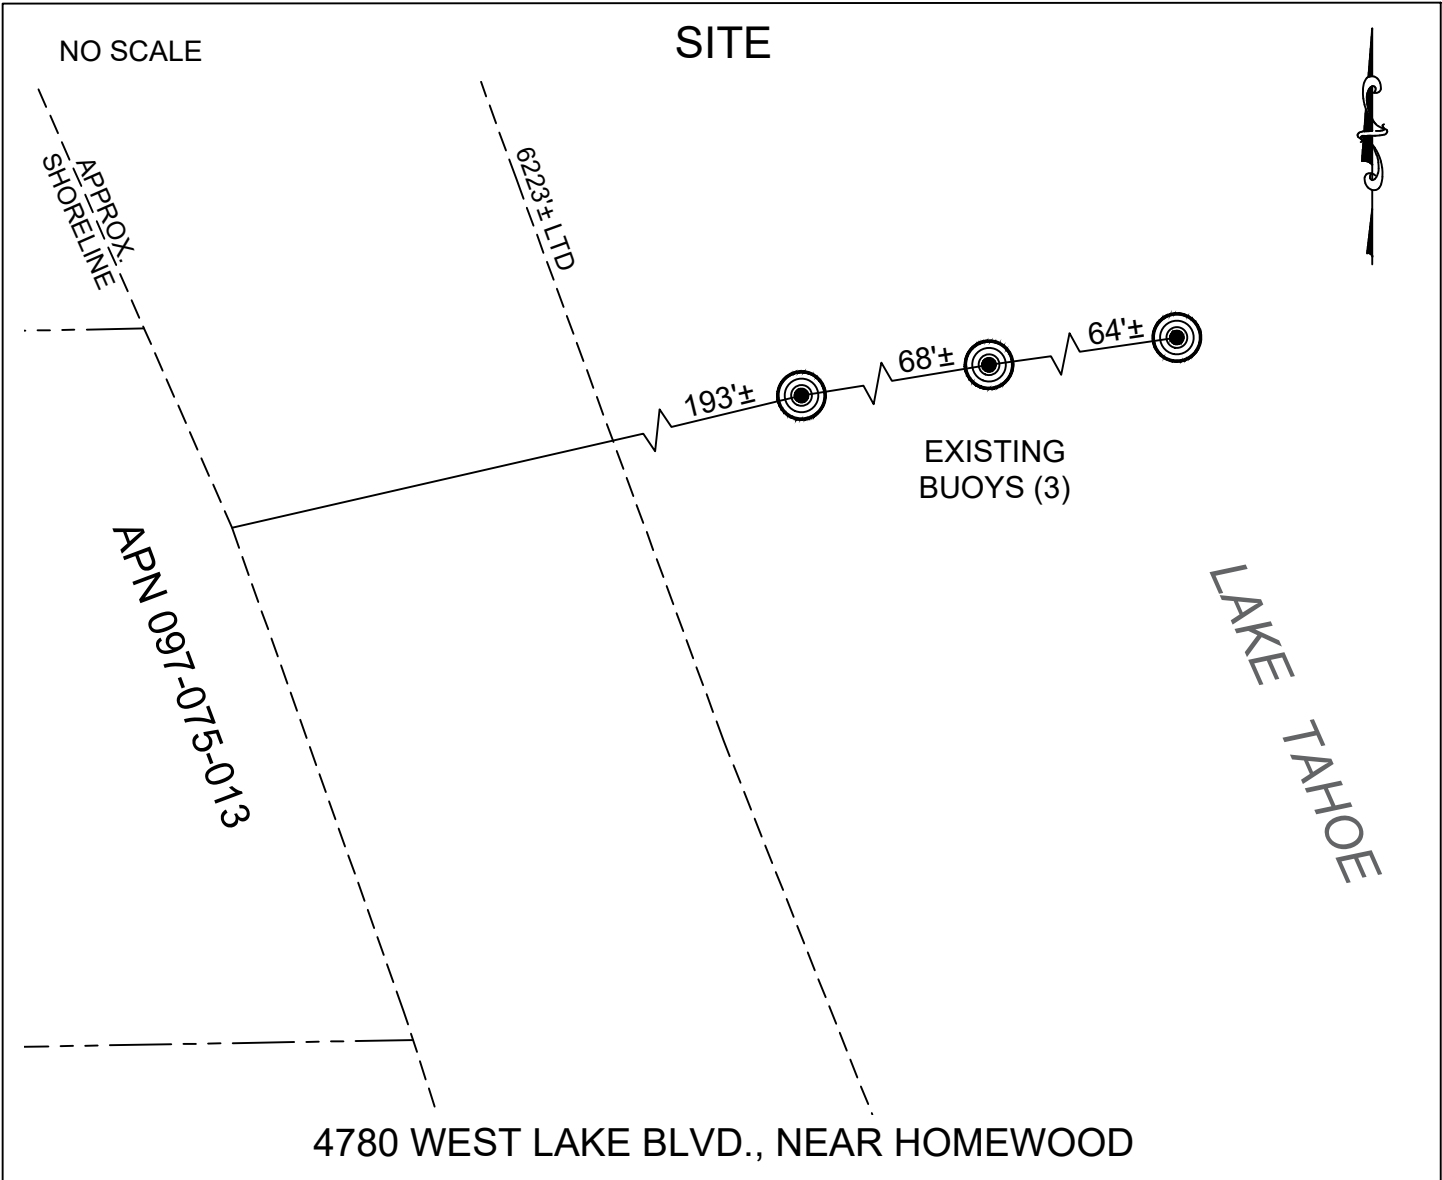 NO SCALE
SITE
APPROX.
SHORELINE
6223'± LTD
193'±
68'±
64'±
EXISTING
BUOYS (3)
APN 097-075-013
LAKE TAHOE
4780 WEST LAKE BLVD., NEAR HOMEWOOD